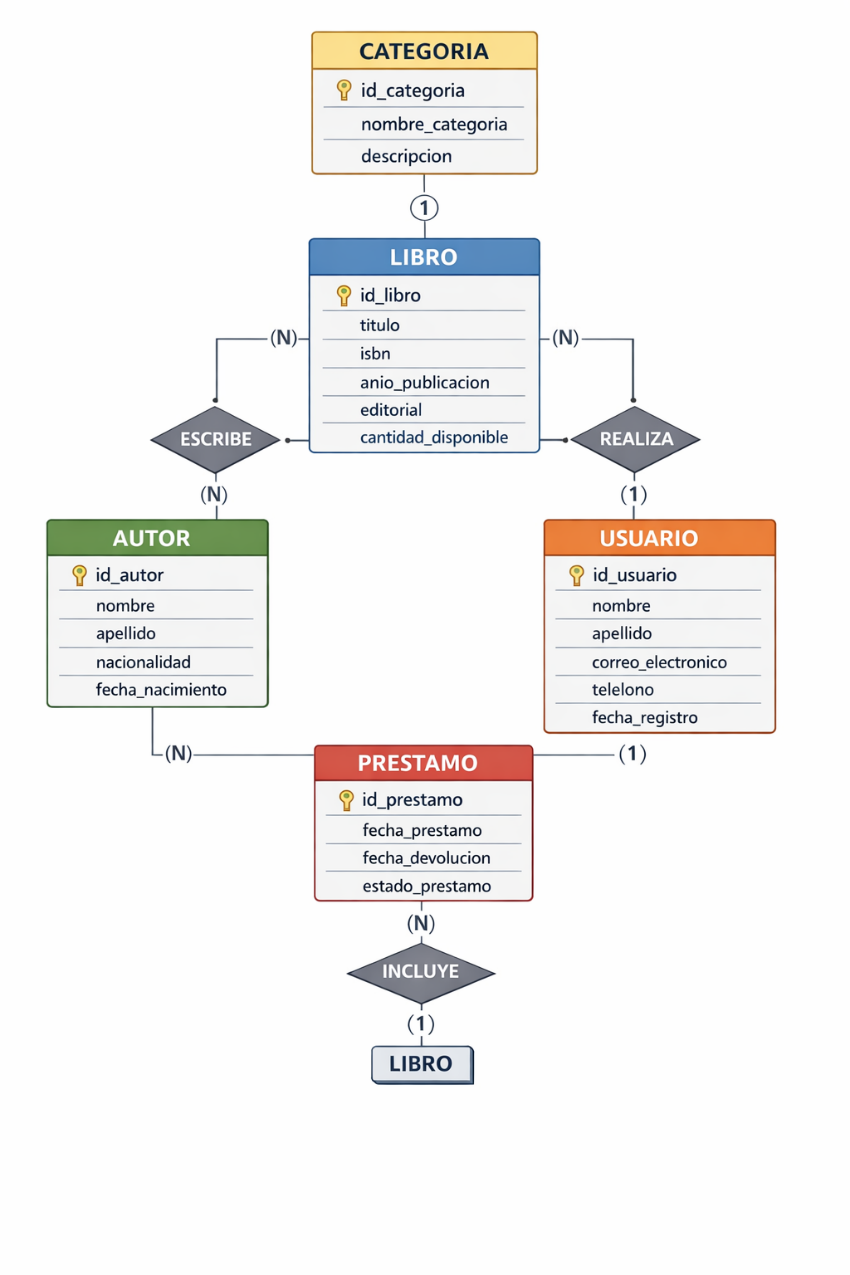 CATEGORIA
id_categoria
nombre_categoria
descripcion
1
LIBRO
id_libro
titulo
isbn
anio_publicacion
editorial
cantidad_disponible
(N)
(N)
ESCRIBE
REALIZA
(N)
(1)
AUTOR
id_autor
nombre
apellido
nacionalidad
fecha_nacimiento
USUARIO
id_usuario
nombre
apellido
correo_electronico
telelono
fecha_registro
(N)
(1)
PRESTAMO
id_prestamo
fecha_prestamo
fecha_devolucion
estado_prestamo
(N)
INCLUYE
(1)
LIBRO